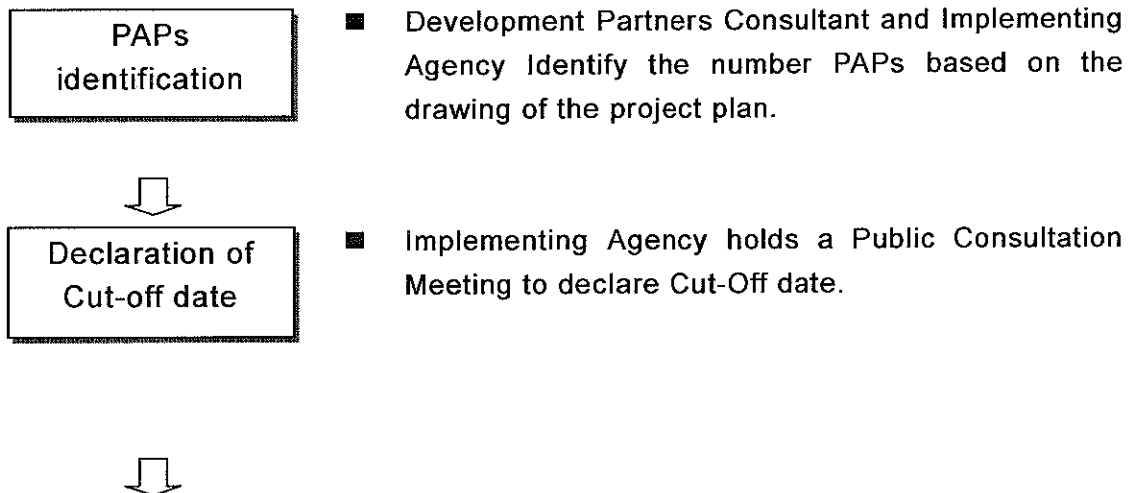 PAPs
identification
■ Development Partners Consultant and Implementing
Agency Identify the number PAPs based on the
drawing of the project plan.
Declaration of
Cut-off date
■ Implementing Agency holds a Public Consultation
Meeting to declare Cut-Off date.